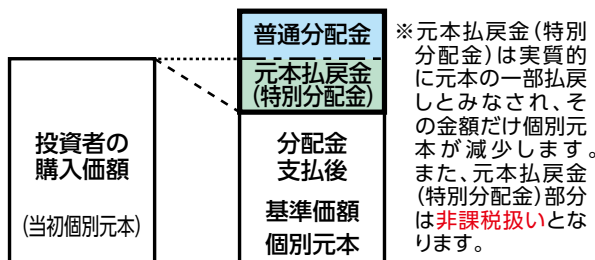 投資者の
購入価額
(当初個別元本)
普通分配金
元本払戻金
(特別分配金)
分配金
支払後
基準価額
個別元本
※元本払戻金(特別
分配金)は実質的
に元本の一部払戻
しとみなされ、そ
の金額だけ個別元
本が減少します。
また、元本払戻金
(特別分配金)部分
は非課税扱いとな
ります。